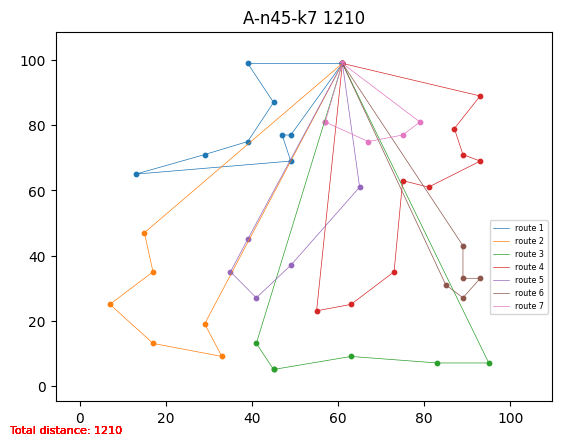 A-n45-k7 1210
100
80
60
40
20
0
route 1
route 2
route 3
route 4
route 5
route 6
route 7
0 20 40 60 80 100
Total distance: 1210